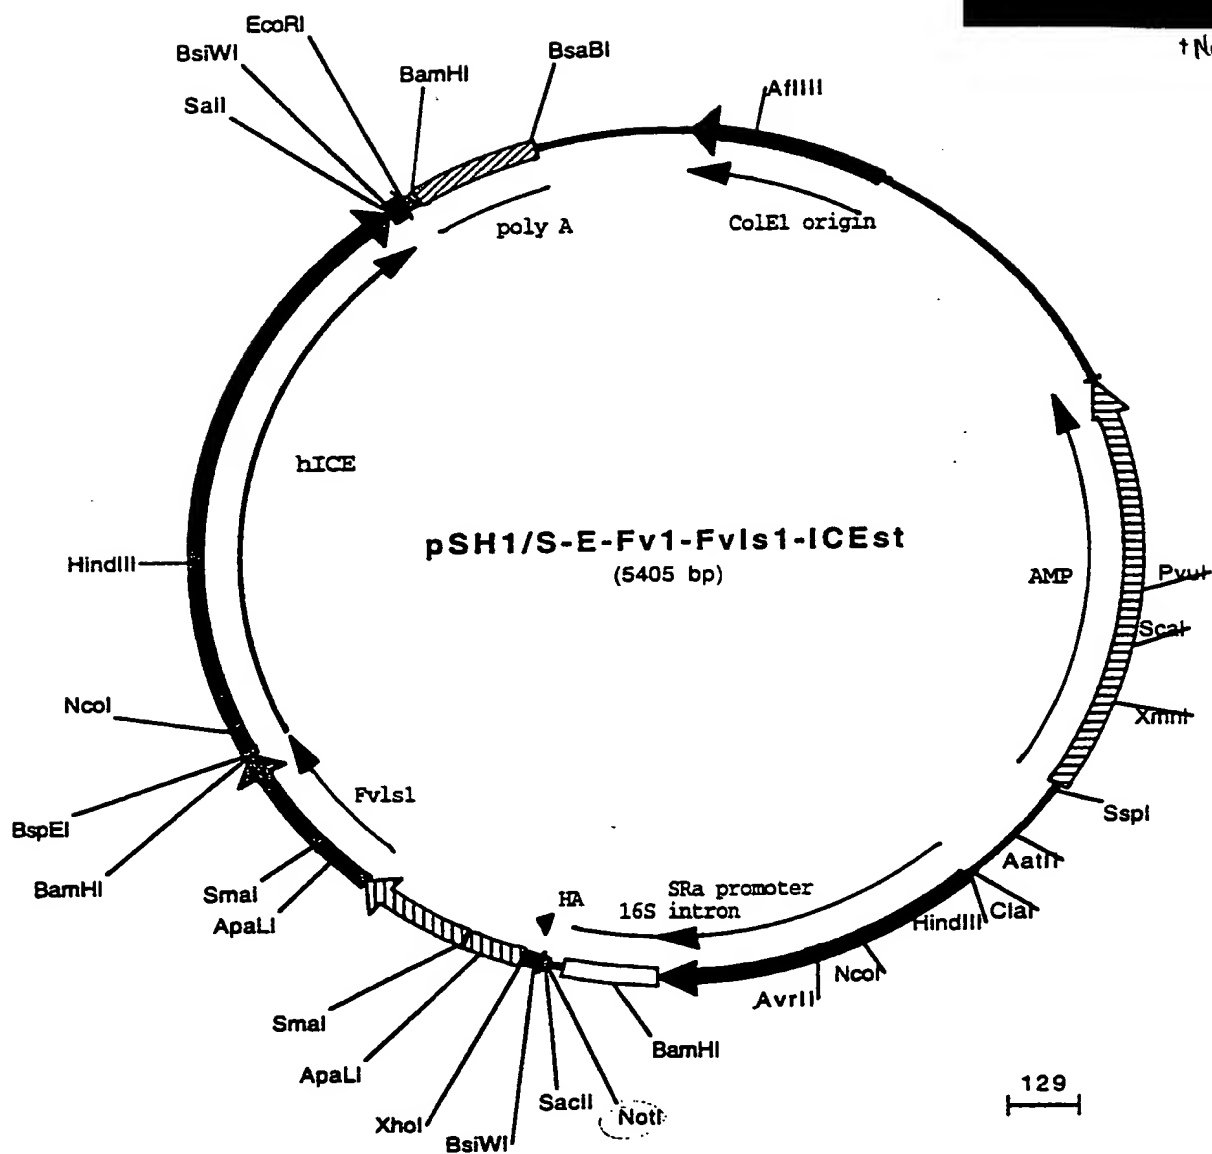 EcoRI
BsiWI
BsaBI
BamHI
AflIII
SalI
poly A
ColE1 origin
hICE
pSH1/S-E-Fv1-Fvls1-ICEst
(5405 bp)
HindIII
AMP
PvuI
ScaI
NcoI
XmnI
Fvls1
BspEI
SspI
AatII
BamHI
SmaI
SRa promoter
HA
16S intron
ClaI
HindIII
ApaLI
NcoI
AvrII
SmaI
BamHI
ApaLI
129
SacII
NotI
XhoI
BsiWI